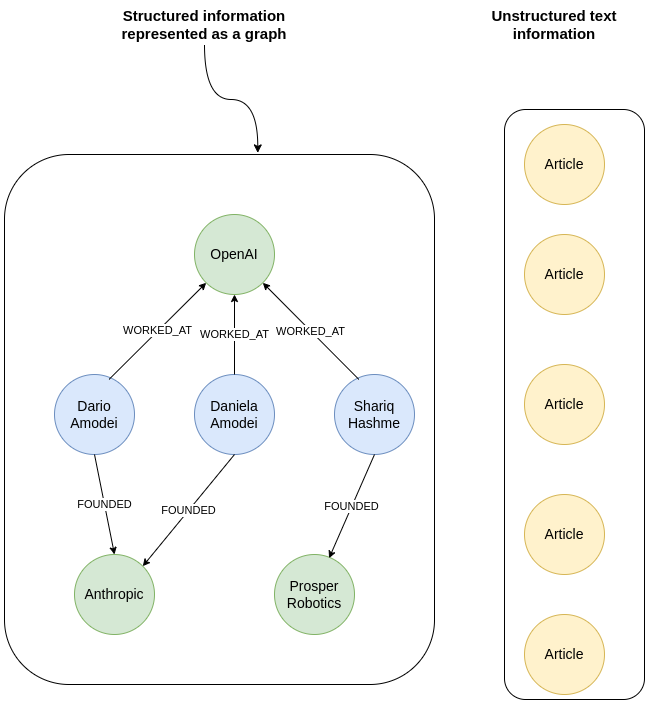 Structured information
represented as a graph
Unstructured text
information
OpenAI
WORKED_AT
WORKED_AT
WORKED_AT
Dario
Amodei
Daniela
Amodei
Shariq
Hashme
FOUNDED
FOUNDED
FOUNDED
Anthropic
Prosper
Robotics
Article
Article
Article
Article
Article